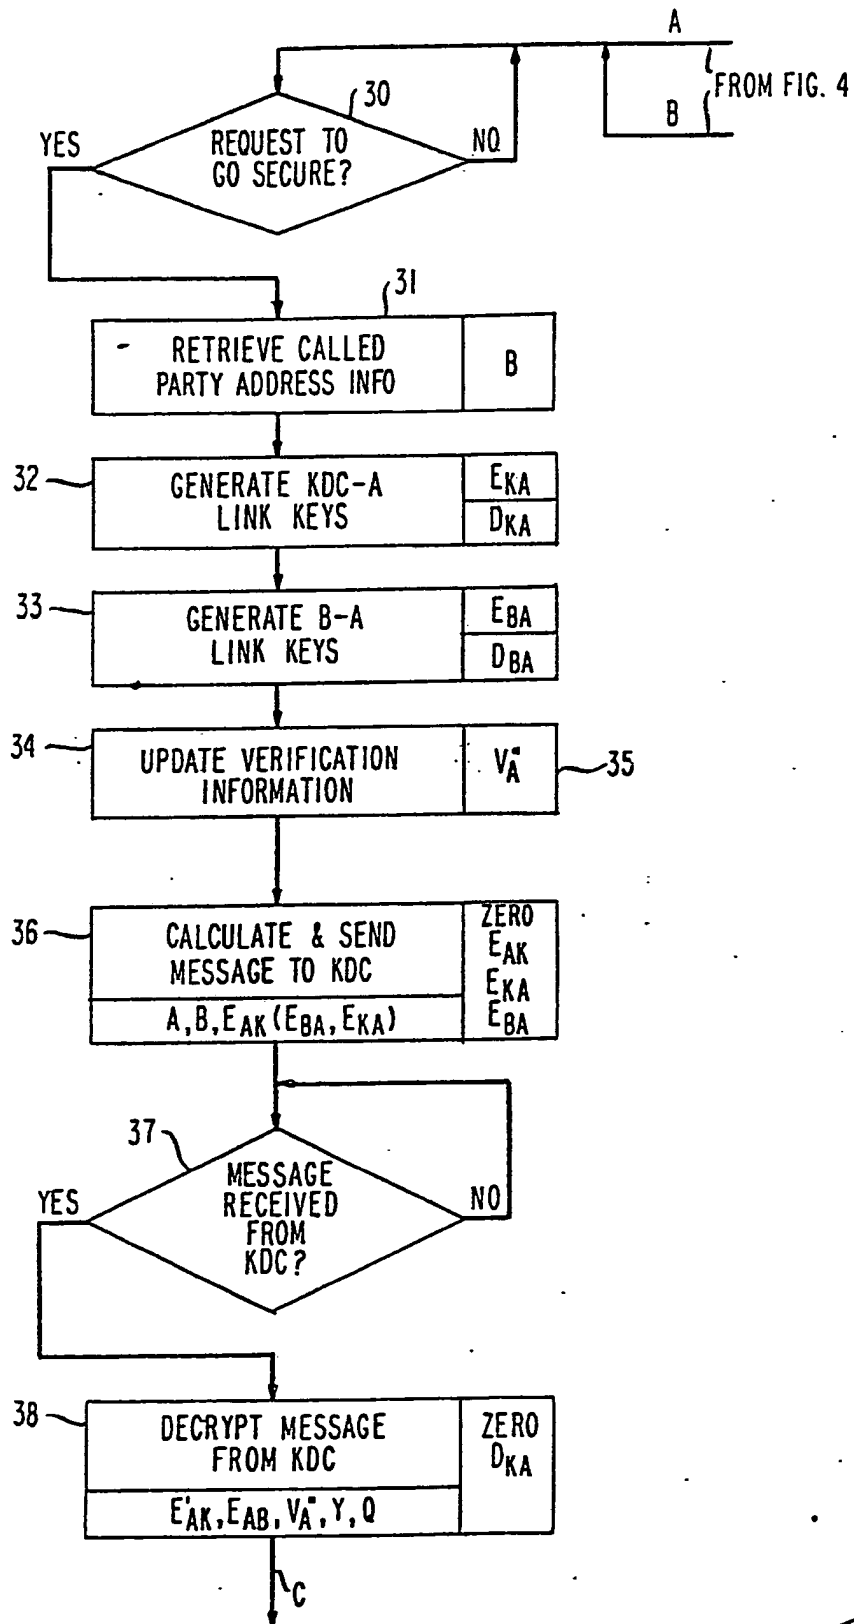 A
FROM FIG. 4
B
30
YES
REQUEST TO
GO SECURE?
NO
31
RETRIEVE CALLED
PARTY ADDRESS INFO
B
32
GENERATE KDC-A
LINK KEYS
EKA
DKA
33
GENERATE B-A
LINK KEYS
EBA
DBA
34
UPDATE VERIFICATION
INFORMATION
VA"
35
36
CALCULATE & SEND
MESSAGE TO KDC
A, B, EAK (EBA, EKA)
ZERO
EAK
EKA
EBA
37
YES
MESSAGE
RECEIVED
FROM
KDC?
NO
38
DECRYPT MESSAGE
FROM KDC
E'AK, EAB, VA", Y, Q
ZERO
DKA
C